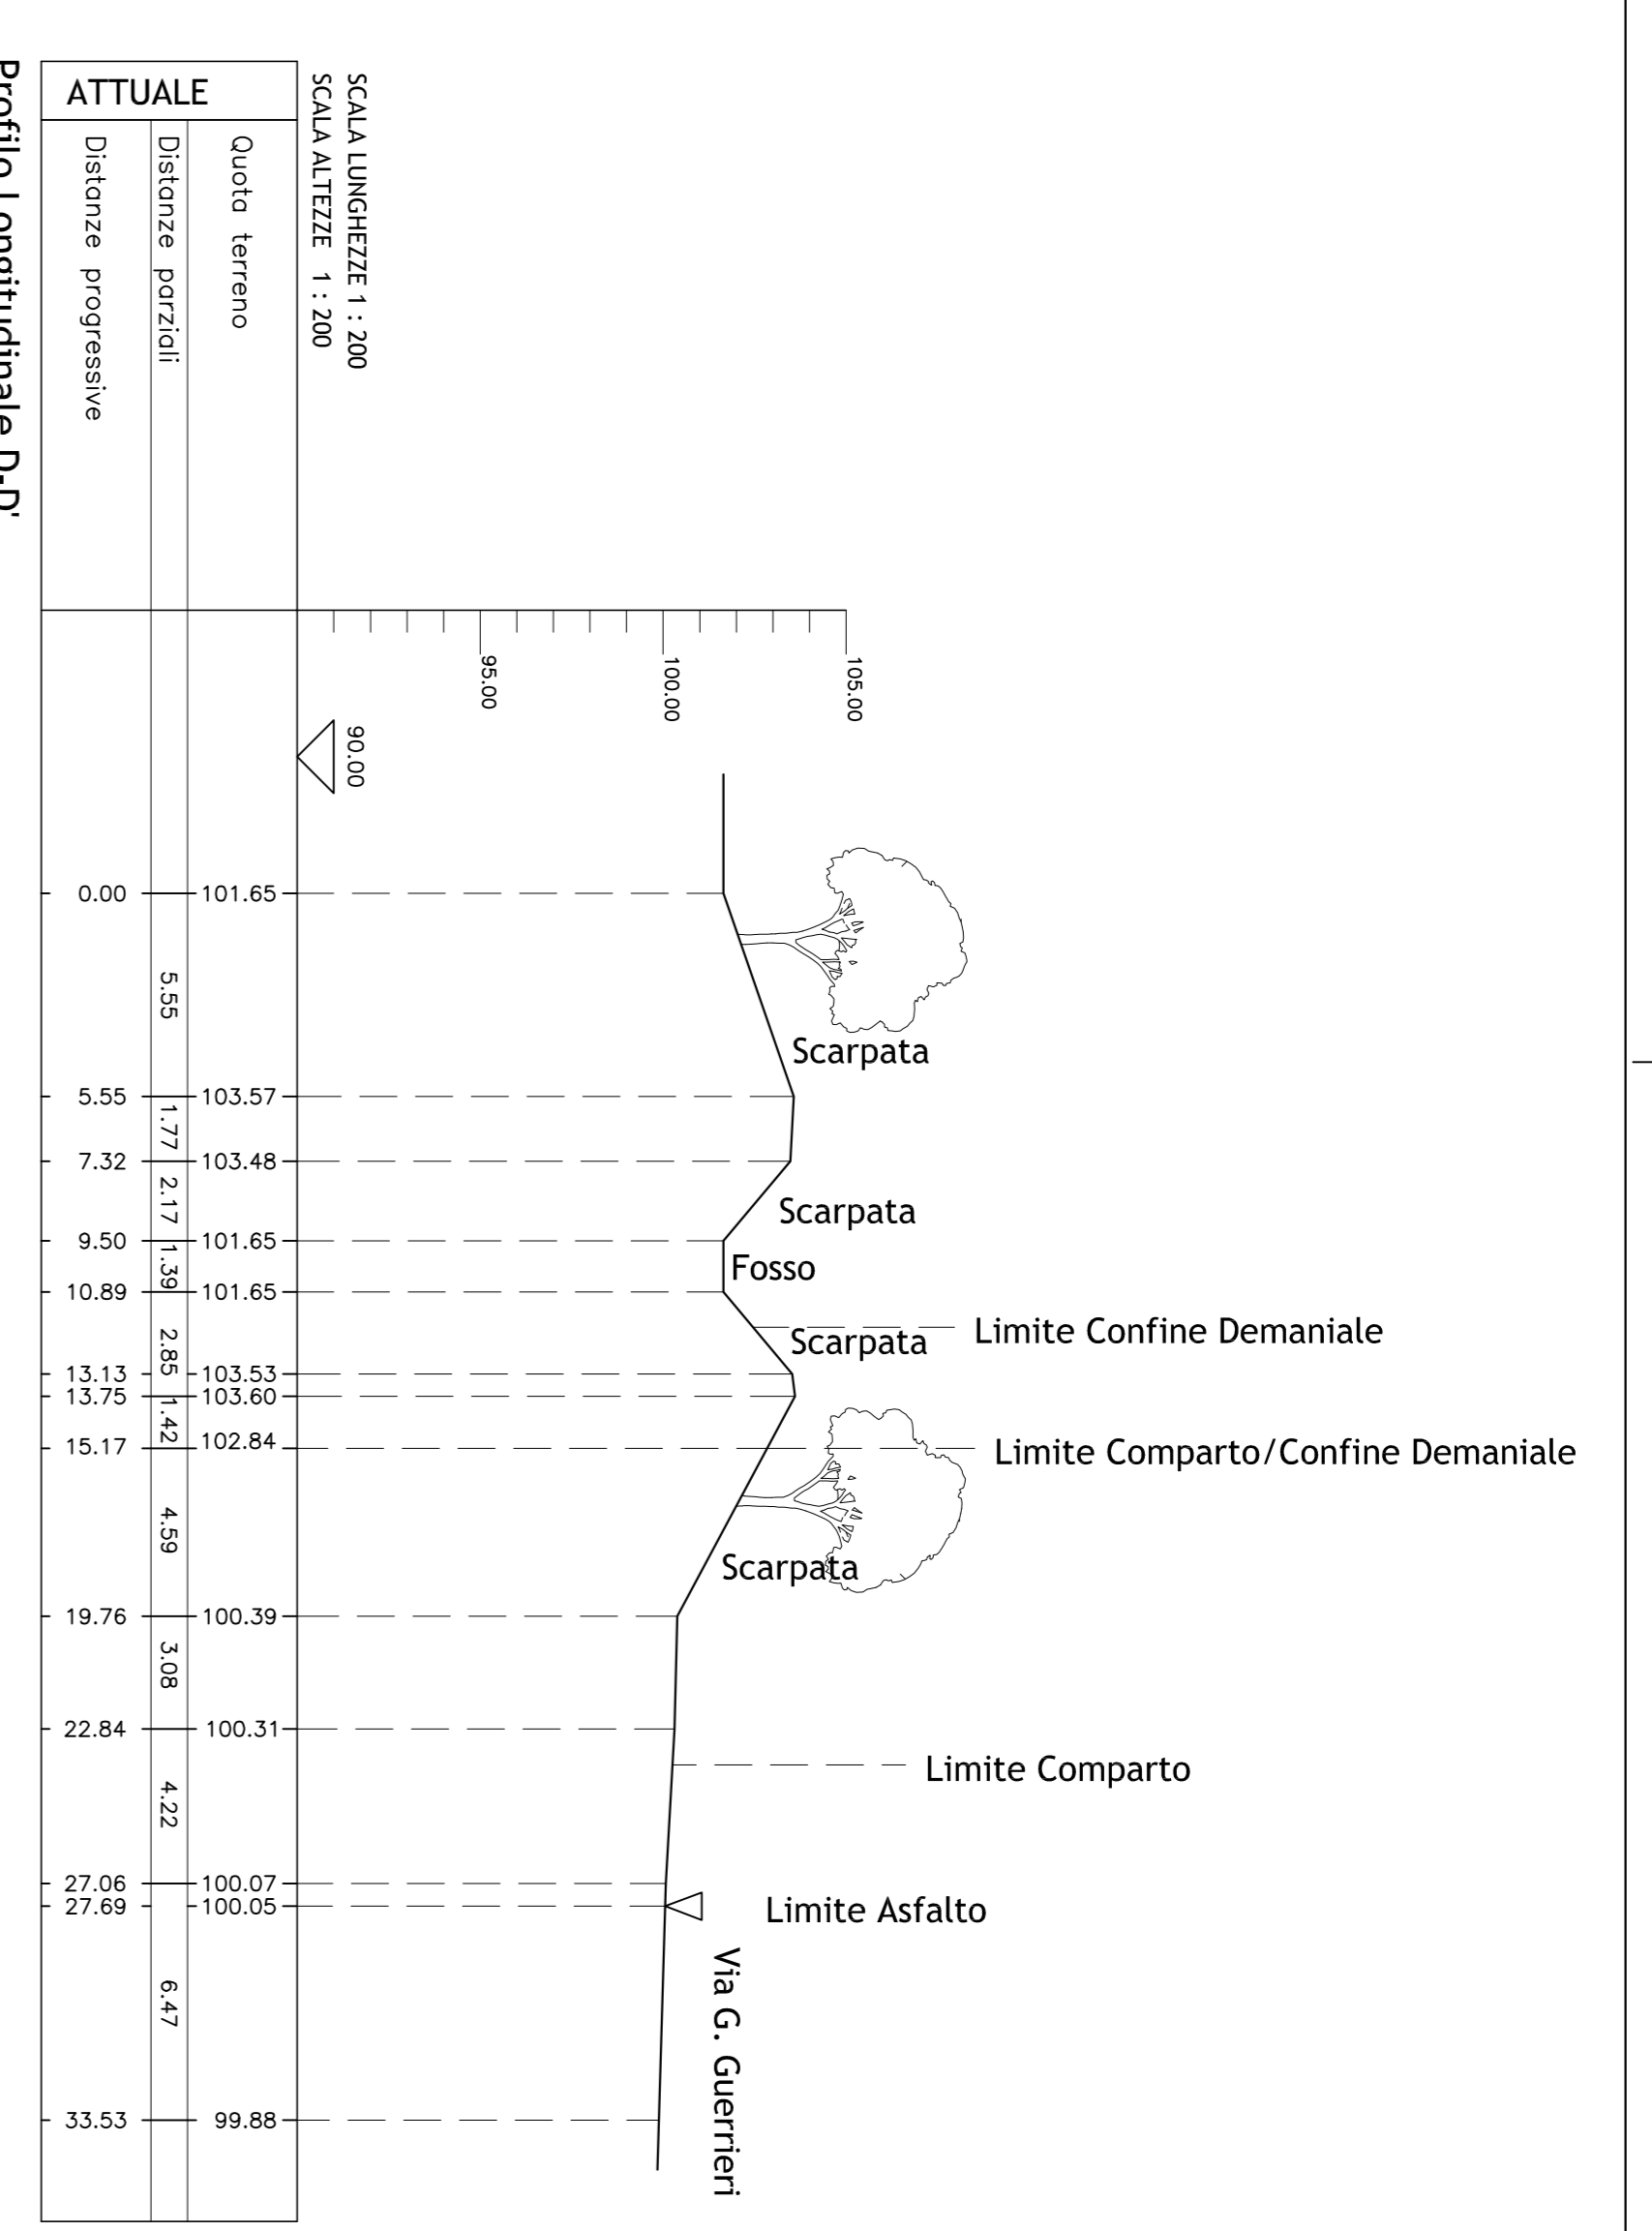 Profilo Longitudinale D-D'
SCALA LUNGHEZZE 1 : 200
SCALA ALTEZZE 1 : 200
ATTUALE
Quota terreno
Distanze parziali
Distanze progressive
105.00
100.00
95.00
90.00
0.00 101.65
5.55
5.55 103.57
1.77
7.32 103.48
2.17
9.50 101.65
1.39
10.89 101.65
2.85
13.13 103.53
13.75 103.60
1.42
15.17 102.84
4.59
19.76 100.39
3.08
22.84 100.31
4.22
27.06 100.07
27.69 100.05
6.47
33.53 99.88
Scarpata
Scarpata
Fosso
Limite Confine Demaniale
Scarpata
Limite Comparto/Confine Demaniale
Scarpata
Limite Comparto
Limite Asfalto
Via G. Guerrieri